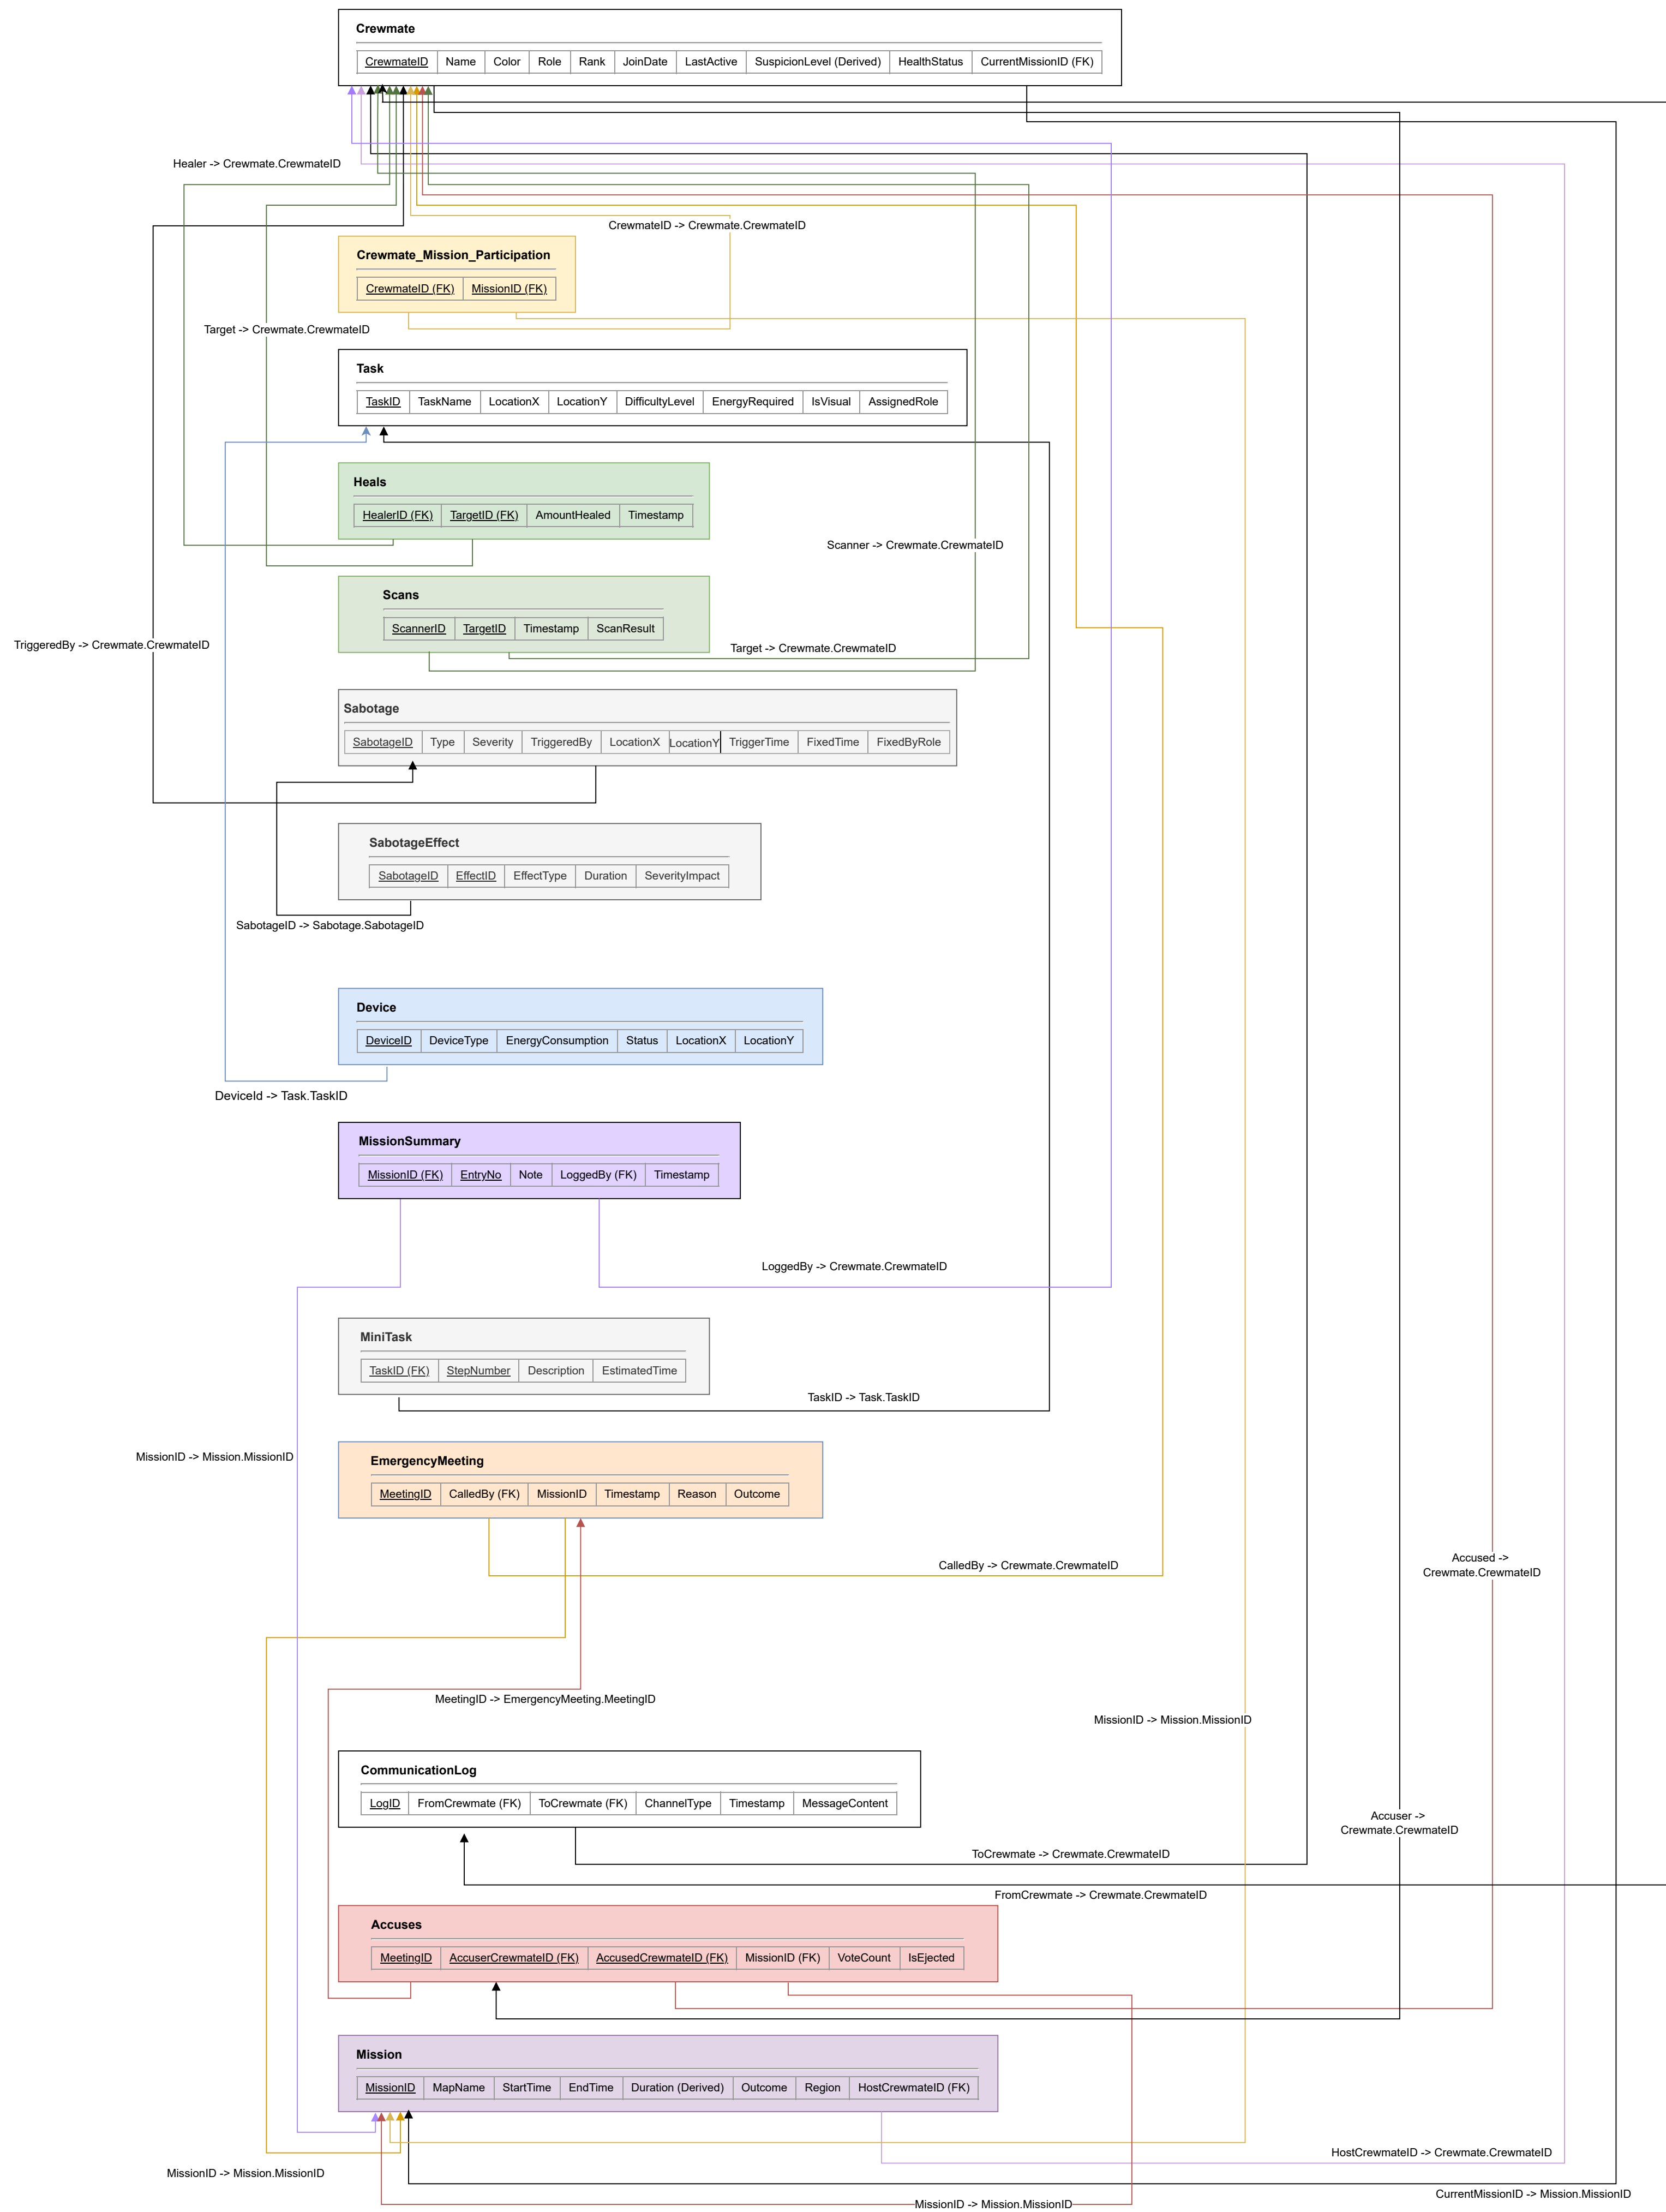 Crewmate
CrewmateID Name Color Role Rank JoinDate LastActive SuspicionLevel (Derived) HealthStatus CurrentMissionID (FK)
Healer -> Crewmate.CrewmateID
CrewmateID -> Crewmate.CrewmateID
Crewmate_Mission_Participation
CrewmateID (FK) MissionID (FK)
Target -> Crewmate.CrewmateID
Task
TaskID TaskName LocationX LocationY DifficultyLevel EnergyRequired IsVisual AssignedRole
Heals
HealerID (FK) TargetID (FK) AmountHealed Timestamp
Scanner -> Crewmate.CrewmateID
Scans
ScannerID TargetID Timestamp ScanResult
TriggeredBy -> Crewmate.CrewmateID
Target -> Crewmate.CrewmateID
Sabotage
SabotageID Type Severity TriggeredBy LocationX LocationY TriggerTime FixedTime FixedByRole
SabotageEffect
SabotageID EffectID EffectType Duration SeverityImpact
SabotageID -> Sabotage.SabotageID
Device
DeviceID DeviceType EnergyConsumption Status LocationX LocationY
DeviceId -> Task.TaskID
MissionSummary
MissionID (FK) EntryNo Note LoggedBy (FK) Timestamp
LoggedBy -> Crewmate.CrewmateID
MiniTask
TaskID (FK) StepNumber Description EstimatedTime
TaskID -> Task.TaskID
MissionID -> Mission.MissionID
EmergencyMeeting
MeetingID CalledBy (FK) MissionID Timestamp Reason Outcome
CalledBy -> Crewmate.CrewmateID
Accused ->
Crewmate.CrewmateID
MeetingID -> EmergencyMeeting.MeetingID
MissionID -> Mission.MissionID
CommunicationLog
LogID FromCrewmate (FK) ToCrewmate (FK) ChannelType Timestamp MessageContent
Accuser ->
Crewmate.CrewmateID
ToCrewmate -> Crewmate.CrewmateID
FromCrewmate -> Crewmate.CrewmateID
Accuses
MeetingID AccuserCrewmateID (FK) AccusedCrewmateID (FK) MissionID (FK) VoteCount IsEjected
Mission
MissionID MapName StartTime EndTime Duration (Derived) Outcome Region HostCrewmateID (FK)
HostCrewmateID -> Crewmate.CrewmateID
MissionID -> Mission.MissionID
CurrentMissionID -> Mission.MissionID
MissionID -> Mission.MissionID